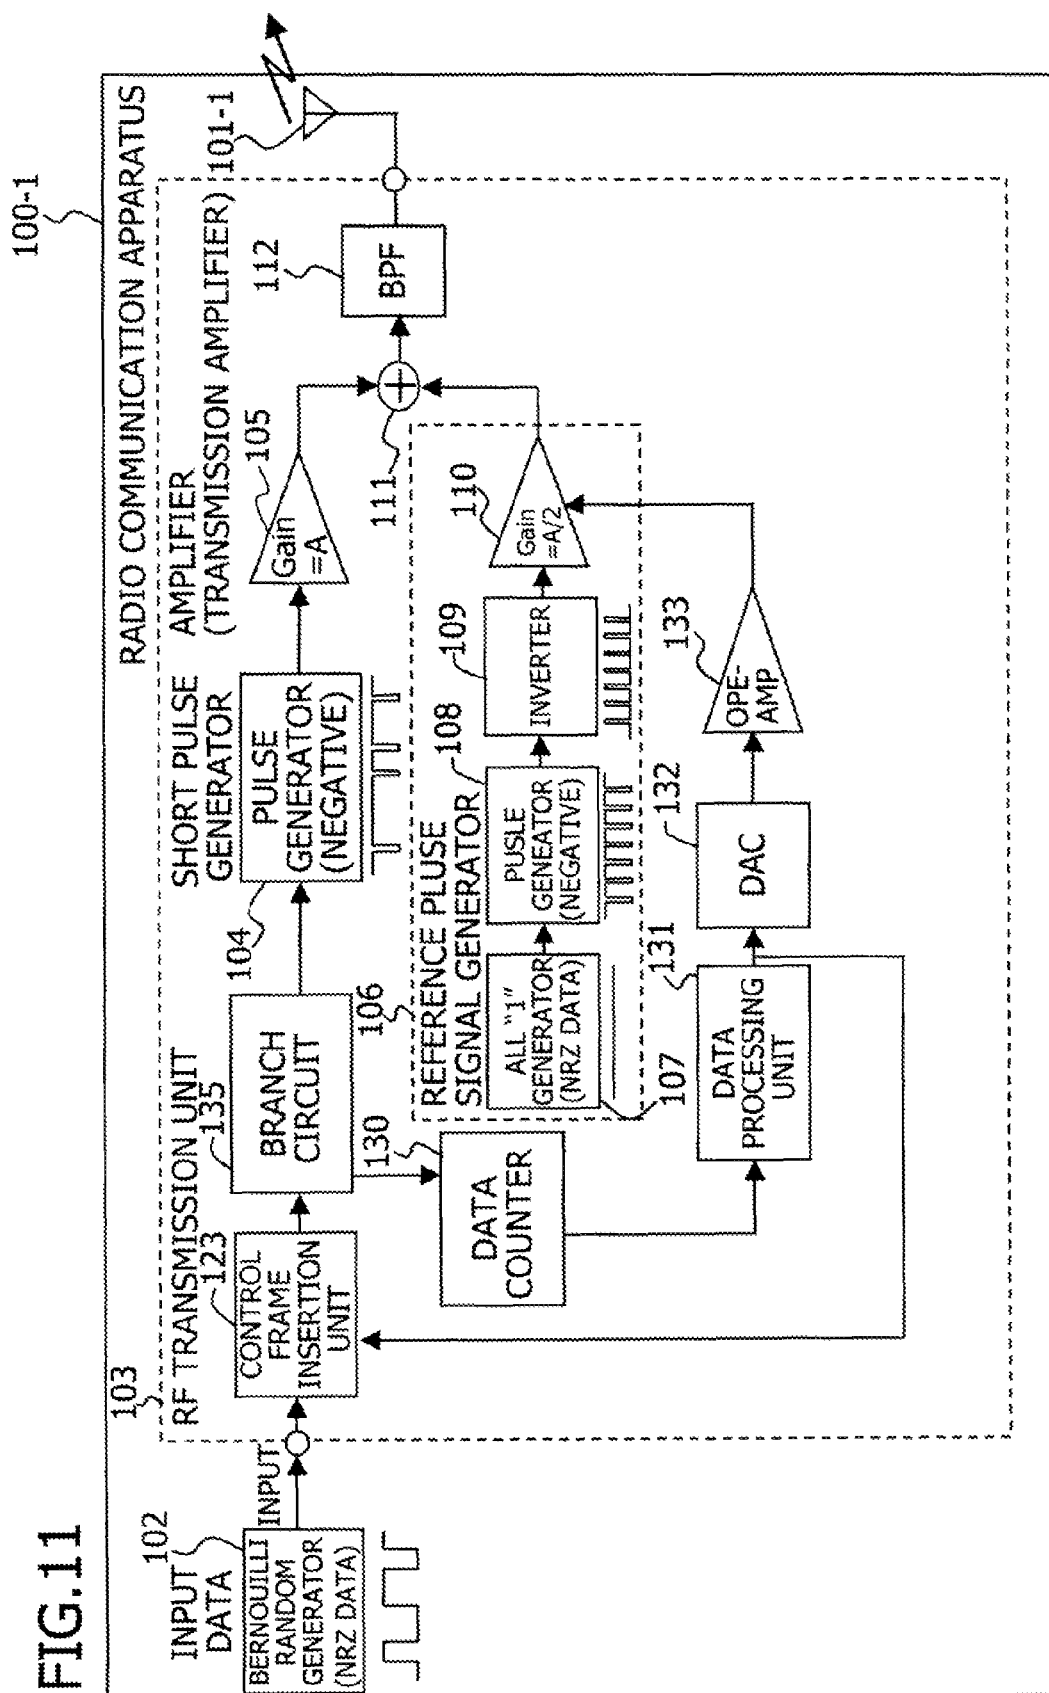 FIG.11
100-1
RADIO COMMUNICATION APPARATUS
103
RF TRANSMISSION UNIT
102
INPUT
DATA
BERNOUILLI
RANDOM
GENERATOR
(NRZ DATA)
INPUT
123
CONTROL
FRAME
INSERTION
UNIT
135
BRANCH
CIRCUIT
104
SHORT PULSE
GENERATOR
PULSE
GENERATOR
(NEGATIVE)
AMPLIFIER
(TRANSMISSION AMPLIFIER)
105
Gain
=A
111
112
BPF
101-1
106
REFERENCE PLUSE
SIGNAL GENERATOR
107
ALL "1"
GENERATOR
(NRZ DATA)
108
PUSLE
GENEATOR
(NEGATIVE)
109
INVERTER
110
Gain
=A/2
130
DATA
COUNTER
131
DATA
PROCESSING
UNIT
132
DAC
133
OPE-
AMP